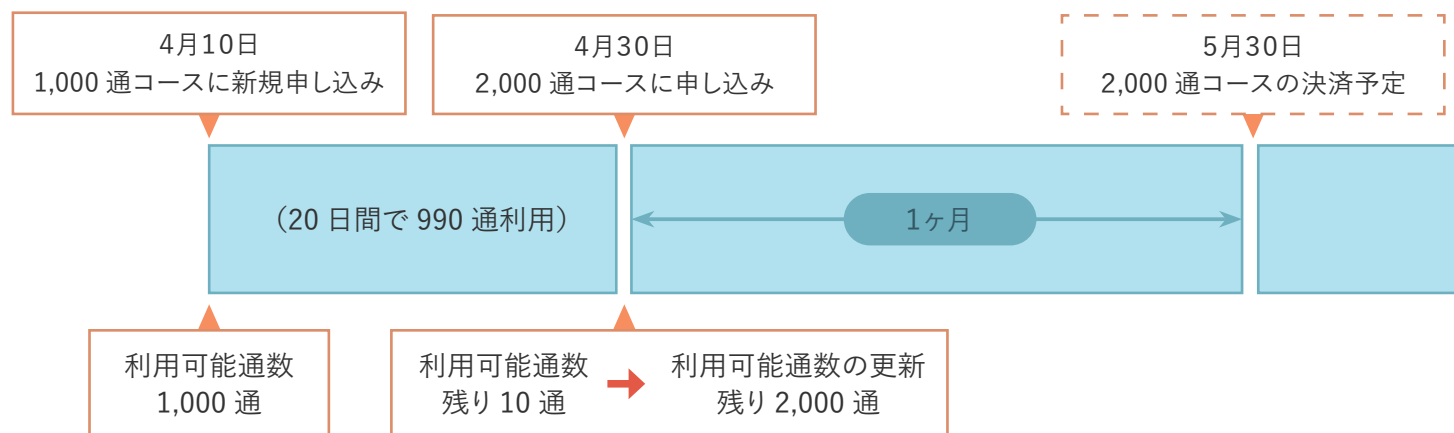 4月10日
1,000 通コースに新規申し込み
4月30日
2,000 通コースに申し込み
5月30日
2,000 通コースの決済予定
（20 日間で 990 通利用）
1ヶ月
利用可能通数
1,000 通
利用可能通数
残り 10 通
利用可能通数の更新
残り 2,000 通